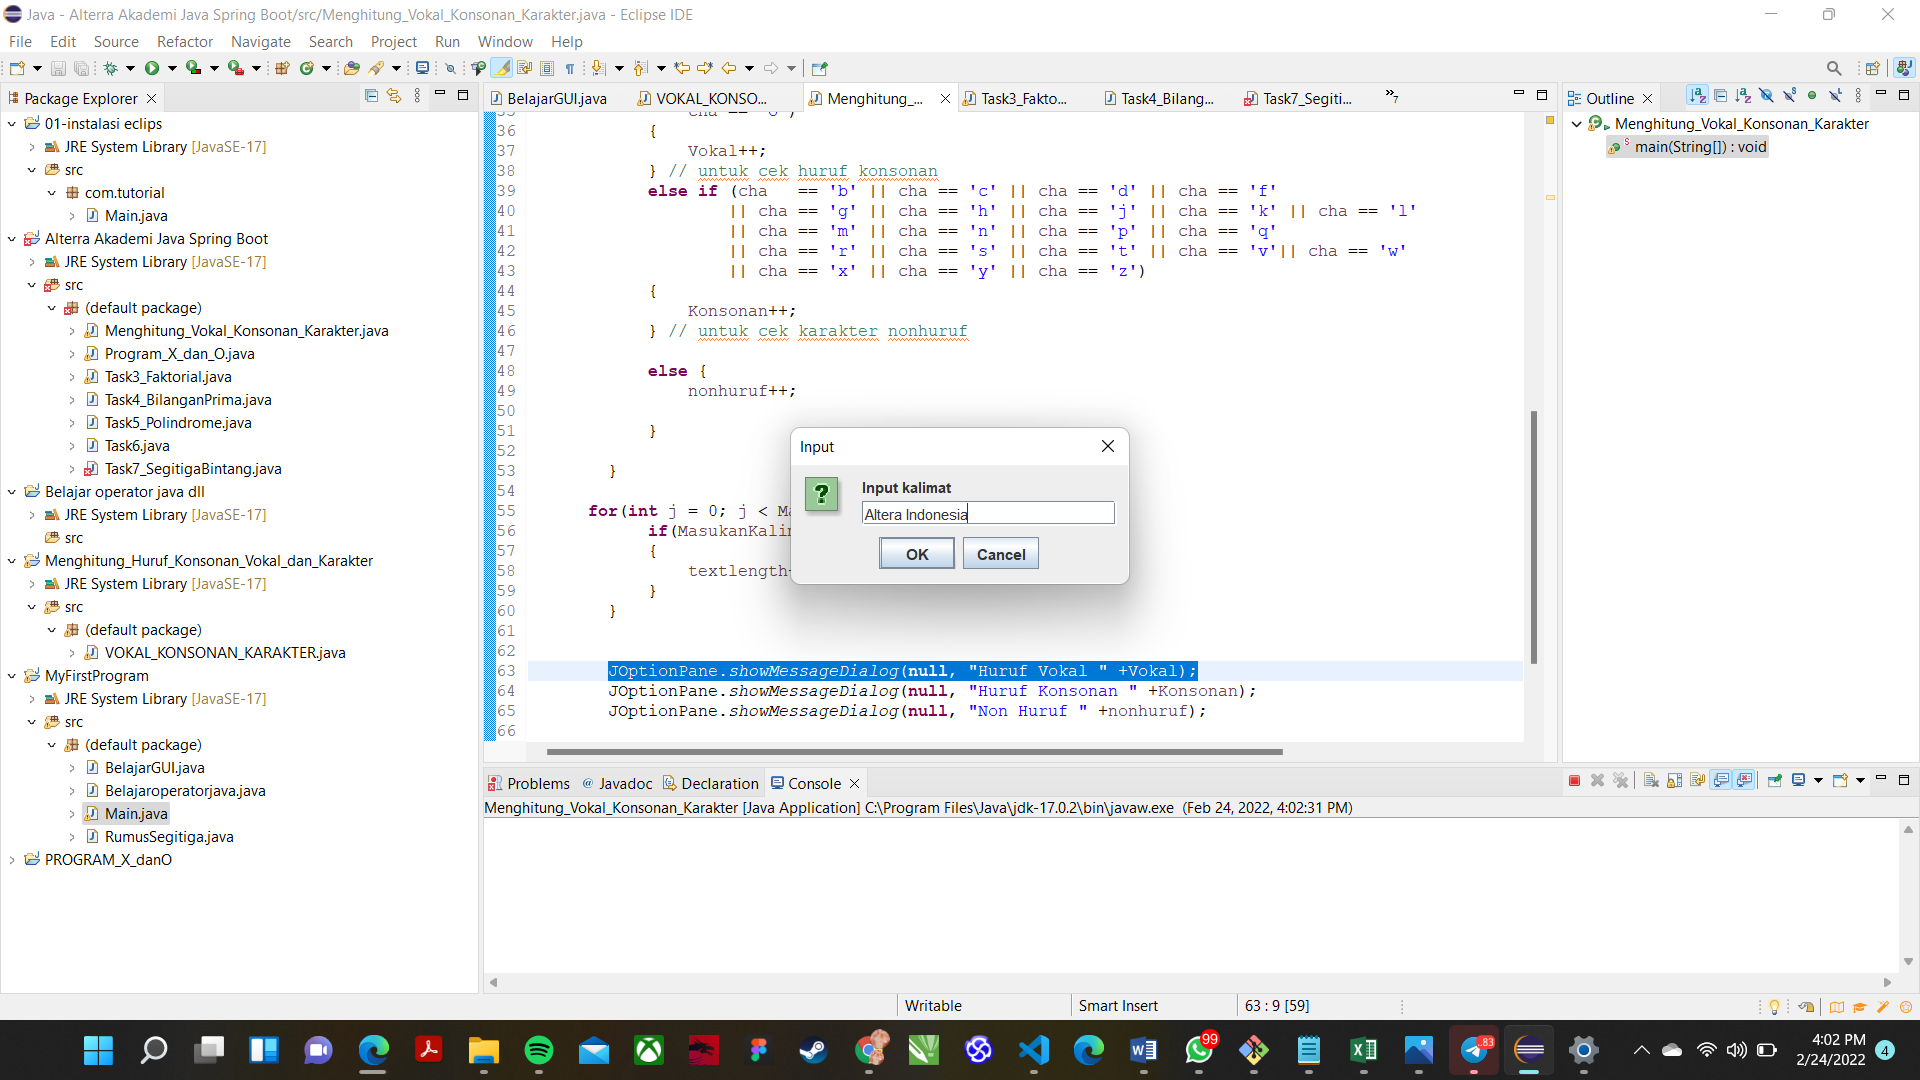 Java - Alterra Akademi Java Spring Boot/src/Menghitung_Vokal_Konsonan_Karakter.java - Eclipse IDE
File Edit Source Refactor Navigate Search Project Run Window Help
Package Explorer
01-instalasi eclips
JRE System Library [JavaSE-17]
src
com.tutorial
Main.java
Alterra Akademi Java Spring Boot
JRE System Library [JavaSE-17]
src
(default package)
Menghitung_Vokal_Konsonan_Karakter.java
Program_X_dan_O.java
Task3_Faktorial.java
Task4_BilanganPrima.java
Task5_Polindrome.java
Task6.java
Task7_SegitigaBintang.java
Belajar operator java dll
JRE System Library [JavaSE-17]
src
Menghitung_Huruf_Konsonan_Vokal_dan_Karakter
JRE System Library [JavaSE-17]
src
(default package)
VOKAL_KONSONAN_KARAKTER.java
MyFirstProgram
JRE System Library [JavaSE-17]
src
(default package)
BelajarGUI.java
Belajaroperatorjava.java
Main.java
RumusSegitiga.java
PROGRAM_X_danO
BelajarGUI.java VOKAL_KONSO... Menghitung_... Task3_Fakto... Task4_Bilang... Task7_Segiti... »7
36 {
37 Vokal++;
38 } // untuk cek huruf konsonan
39 else if (cha == 'b' || cha == 'c' || cha == 'd' || cha == 'f'
40 || cha == 'g' || cha == 'h' || cha == 'j' || cha == 'k' || cha == 'l'
41 || cha == 'm' || cha == 'n' || cha == 'p' || cha == 'q'
42 || cha == 'r' || cha == 's' || cha == 't' || cha == 'v'|| cha == 'w'
43 || cha == 'x' || cha == 'y' || cha == 'z')
44 {
45 Konsonan++;
46 } // untuk cek karakter nonhuruf
47
48 else {
49 nonhuruf++;
50
51 }
52
53 }
54
55 for(int j = 0; j <
56 if(MasukanKali
57 {
58 textlength
59 }
60 }
61
62
63 JOptionPane.showMessageDialog(null, "Huruf Vokal " +Vokal);
64 JOptionPane.showMessageDialog(null, "Huruf Konsonan " +Konsonan);
65 JOptionPane.showMessageDialog(null, "Non Huruf " +nonhuruf);
66
Input
Input kalimat
Altera Indonesia
OK Cancel
Outline
Menghitung_Vokal_Konsonan_Karakter
main(String[]) : void
Problems Javadoc Declaration Console
Menghitung_Vokal_Konsonan_Karakter [Java Application] C:\Program Files\Java\jdk-17.0.2\bin\javaw.exe (Feb 24, 2022, 4:02:31 PM)
Writable Smart Insert 63 : 9 [59]
99
83
4:02 PM
2/24/2022
4